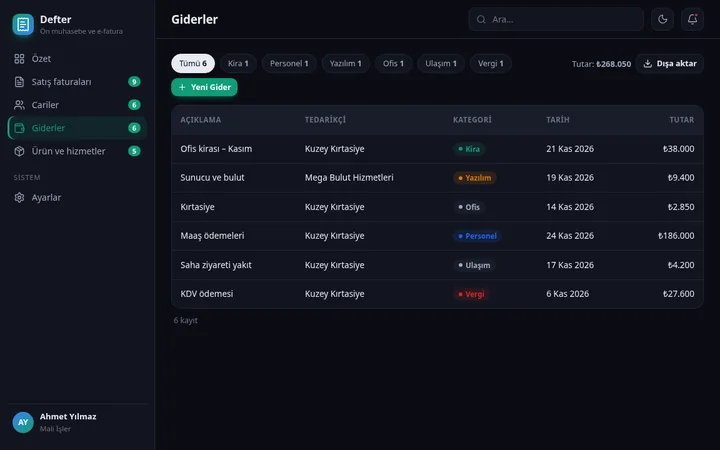 Defter
Ön muhasebe ve e-fatura
Özet
Satış faturaları 9
Cariler 6
Giderler 6
Ürün ve hizmetler 5
SİSTEM
Ayarlar
AY
Ahmet Yılmaz
Mali İşler
Giderler
Ara…
Tümü 6
Kira 1
Personel 1
Yazılım 1
Ofis 1
Ulaşım 1
Vergi 1
Tutar: ₺268.050
Dışa aktar
Yeni Gider
AÇIKLAMA TEDARİKÇİ KATEGORİ TARİH TUTAR
Ofis kirası – Kasım Kuzey Kırtasiye Kira 21 Kas 2026 ₺38.000
Sunucu ve bulut Mega Bulut Hizmetleri Yazılım 19 Kas 2026 ₺9.400
Kırtasiye Kuzey Kırtasiye Ofis 14 Kas 2026 ₺2.850
Maaş ödemeleri Kuzey Kırtasiye Personel 24 Kas 2026 ₺186.000
Saha ziyareti yakıt Kuzey Kırtasiye Ulaşım 17 Kas 2026 ₺4.200
KDV ödemesi Kuzey Kırtasiye Vergi 6 Kas 2026 ₺27.600
6 kayıt